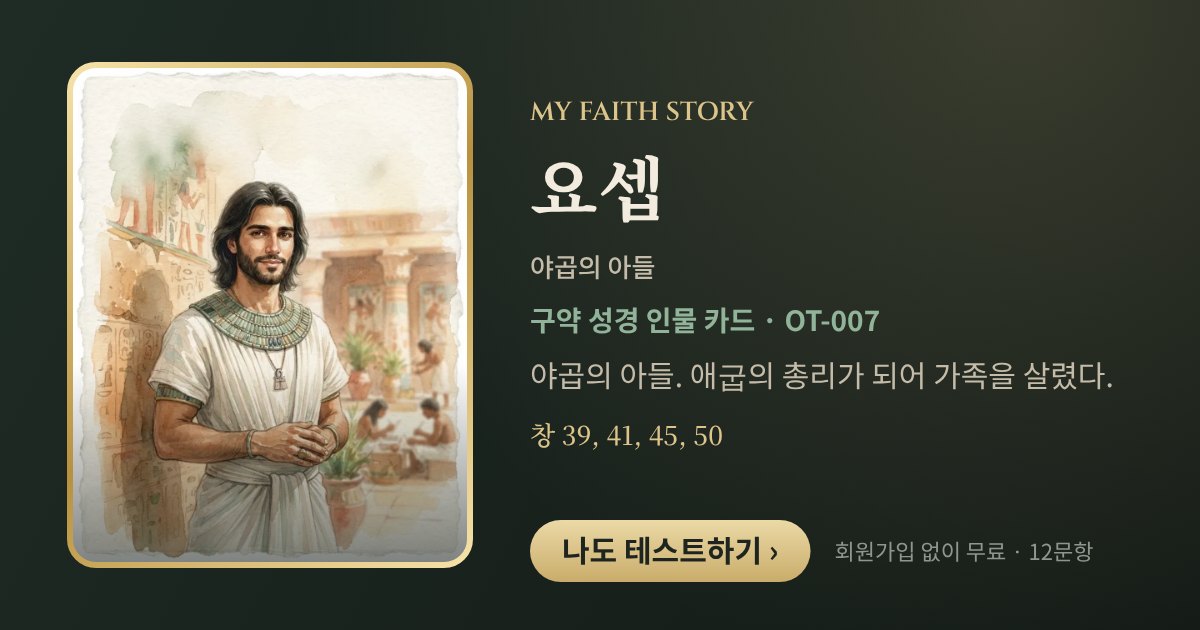 MY FAITH STORY
요셉
야곱의 아들
구약 성경 인물 카드 · OT-007
야곱의 아들. 애굽의 총리가 되어 가족을 살렸다.
창 39, 41, 45, 50
나도 테스트하기 ›
회원가입 없이 무료 · 12문항